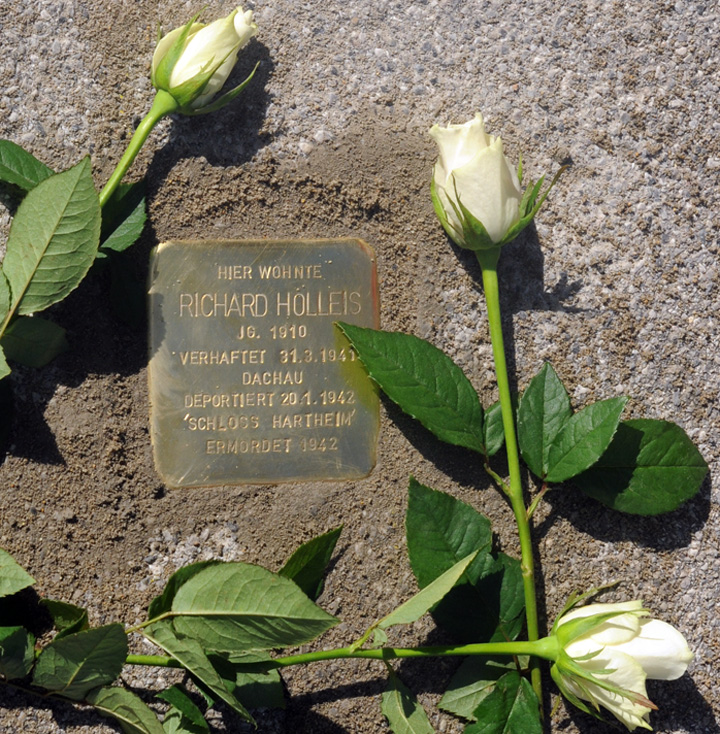 HIER WOHNTE
RICHARD HÖLLEIS
JG. 1910
VERHAFTET 31.3.1941
DACHAU
DEPORTIERT 20.1.1942
'SCHLOSS HARTHEIM'
ERMORDET 1942